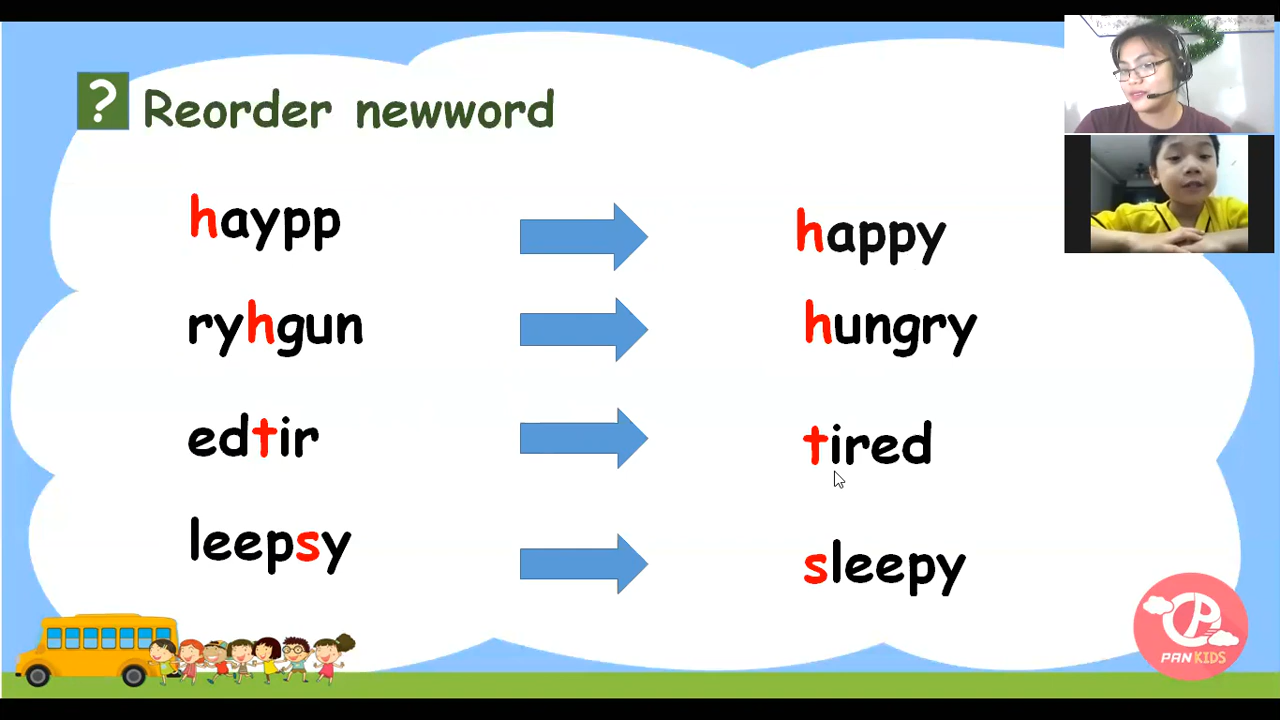 ? Reorder newword
haypp happy
ryhgun hungry
edtir tired
leepsy sleepy
PAN KIDS